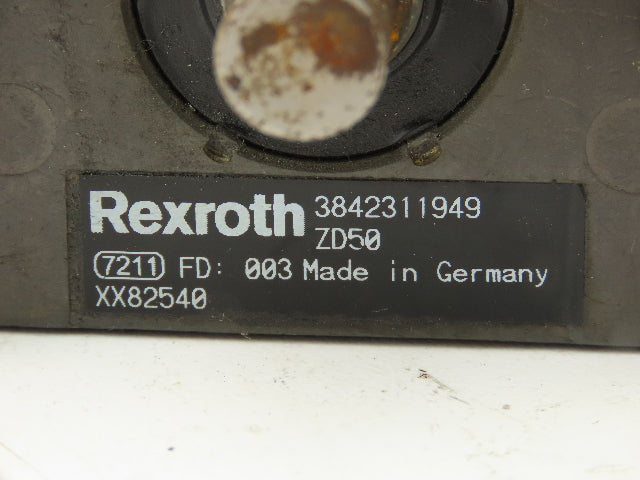 Rexroth 3842311949
ZD50
7211 FD: 003 Made in Germany
XX82540